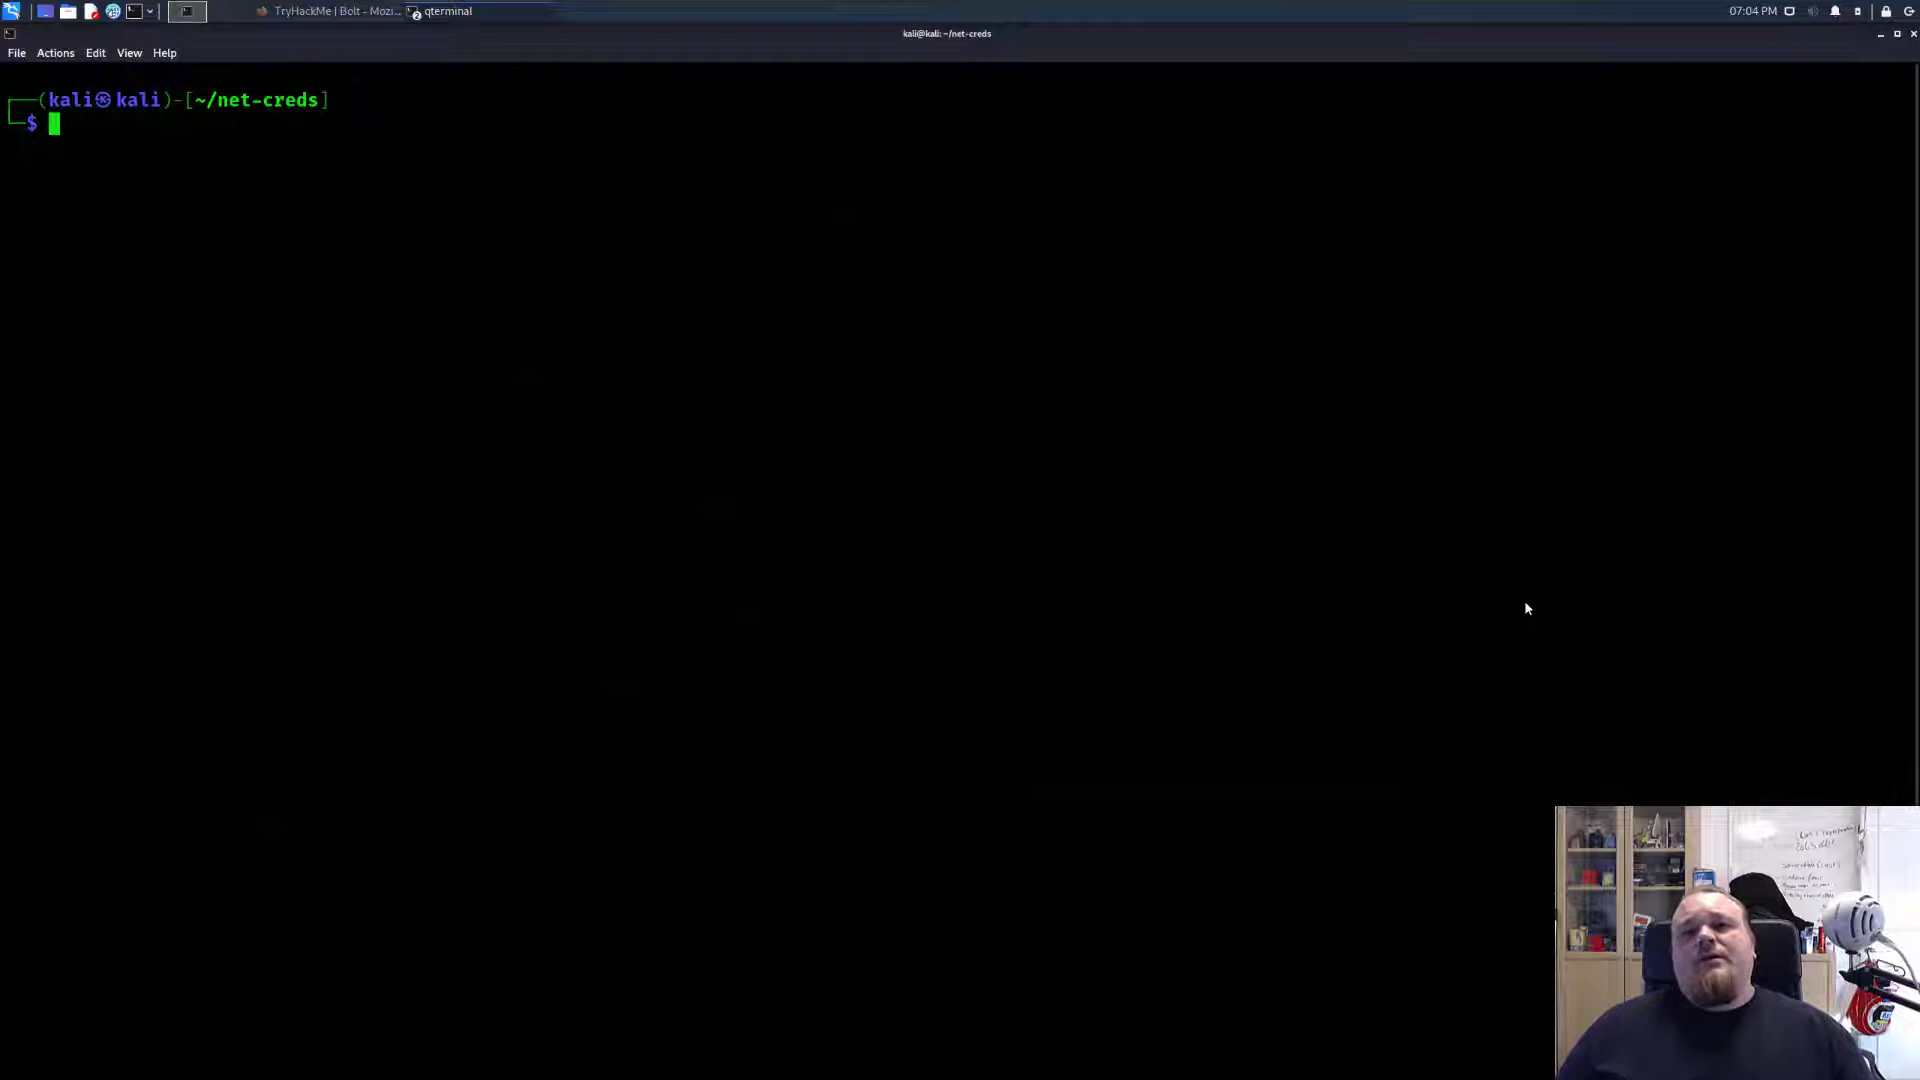 TryHackMe | Bolt - Mozi...
qterminal
07:04 PM
kali@kali: ~/net-creds
File Actions Edit View Help
(kali㉿kali)-[~/net-creds]
$